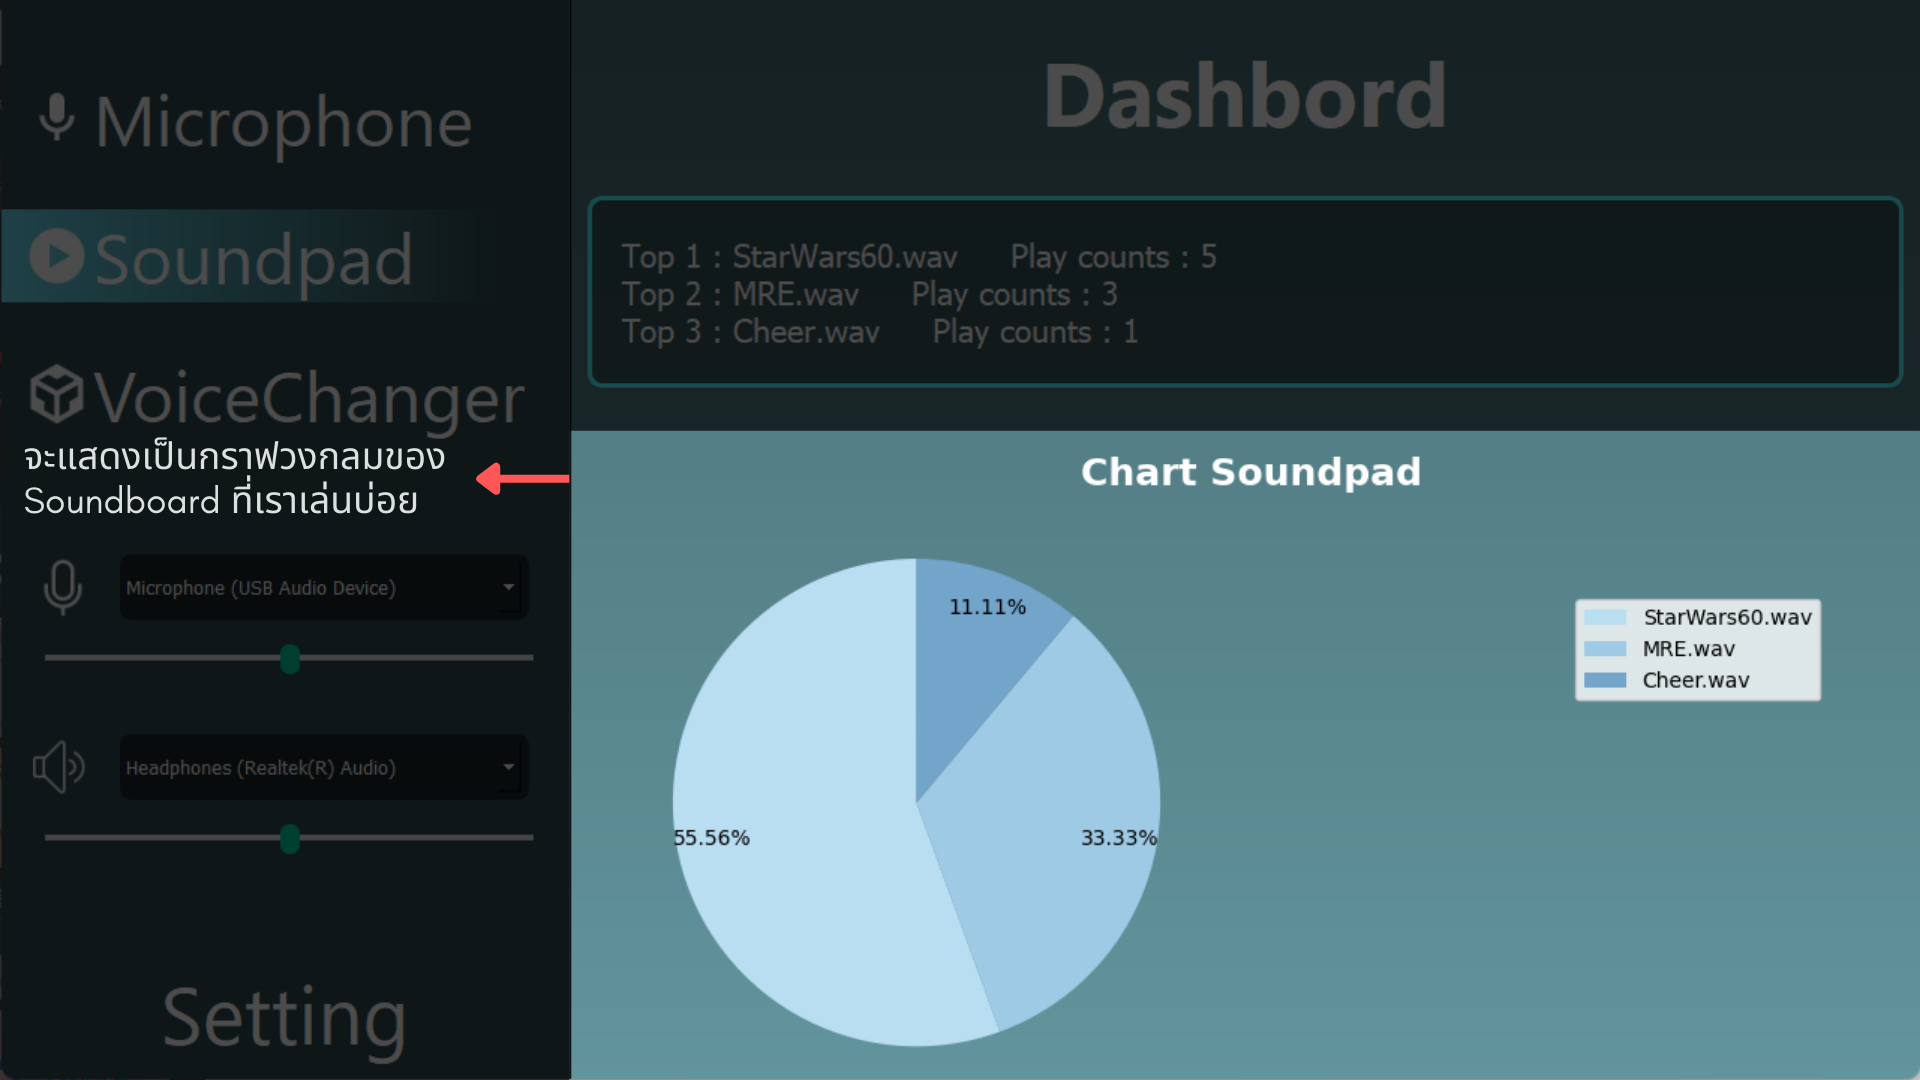 Microphone
Soundpad
VoiceChanger
จะแสดงเป็นกราฟวงกลมของ
Soundboard ที่เราเล่นบ่อย
Microphone (USB Audio Device)
Headphones (Realtek(R) Audio)
Setting
Dashbord
Top 1 : StarWars60.wav Play counts : 5
Top 2 : MRE.wav Play counts : 3
Top 3 : Cheer.wav Play counts : 1
Chart Soundpad
11.11%
55.56%
33.33%
StarWars60.wav
MRE.wav
Cheer.wav